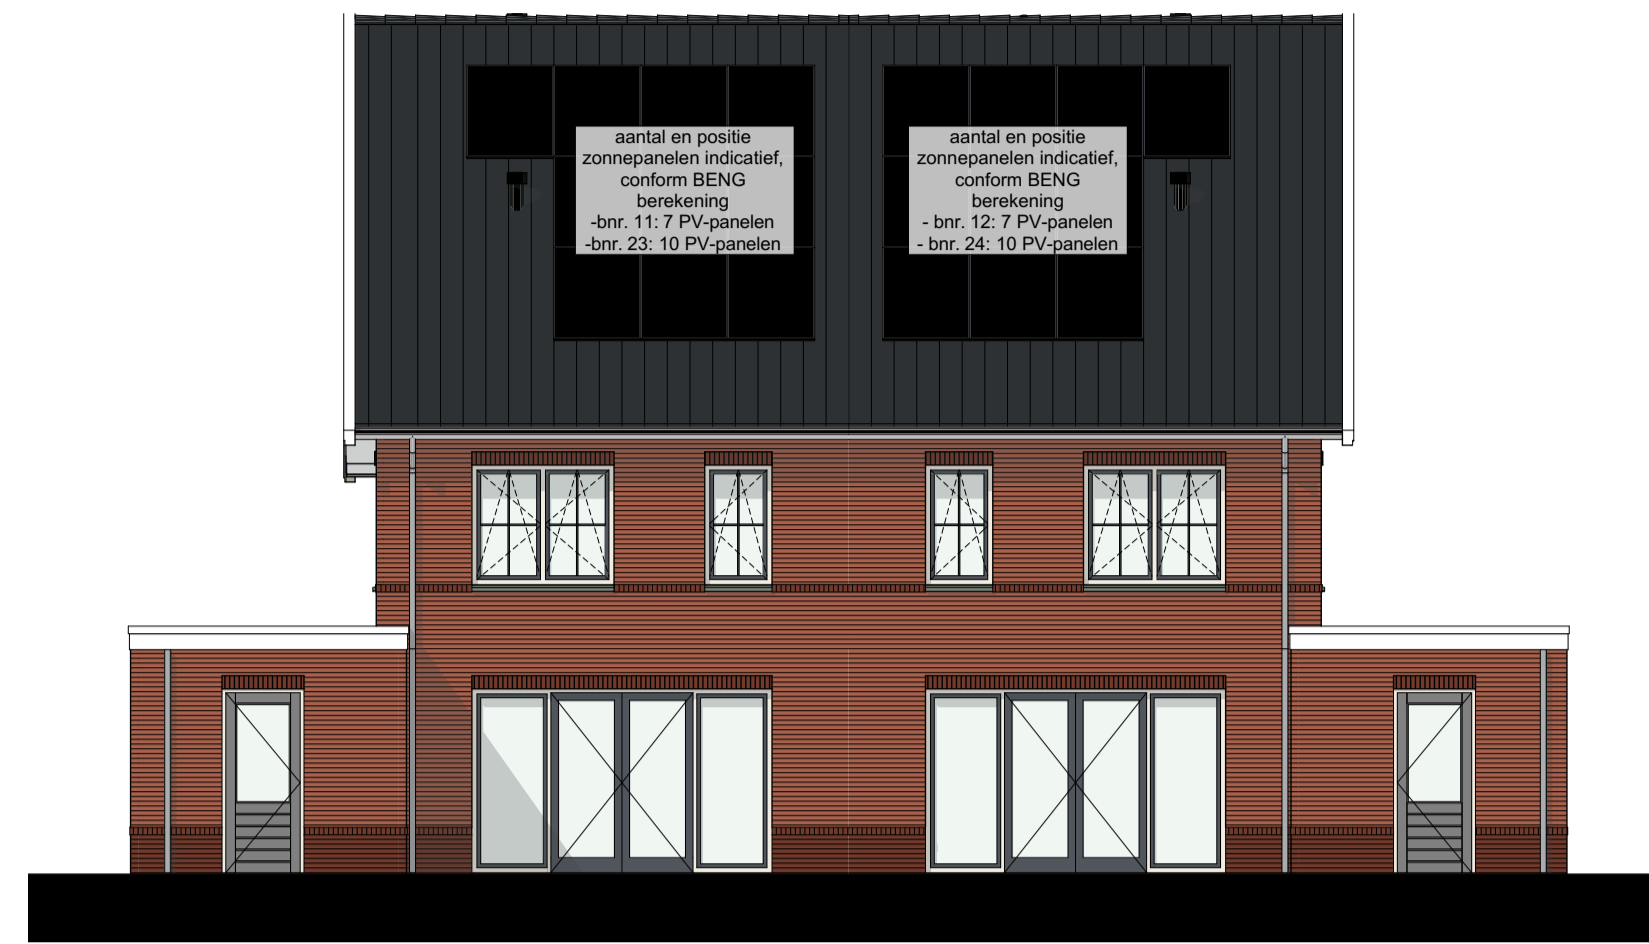 aantal en positie
zonnepanelen indicatief,
conform BENG
berekening
-bnr. 11: 7 PV-panelen
-bnr. 23: 10 PV-panelen
aantal en positie
zonnepanelen indicatief,
conform BENG
berekening
- bnr. 12: 7 PV-panelen
- bnr. 24: 10 PV-panelen